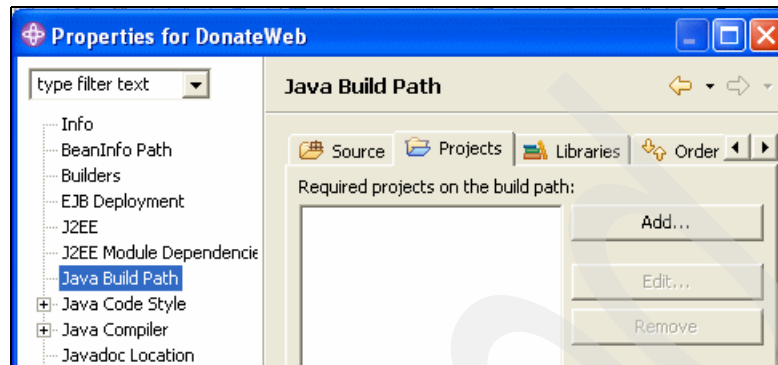 Properties for DonateWeb
type filter text
Info
BeanInfo Path
Builders
EJB Deployment
J2EE
J2EE Module Dependencie
Java Build Path
Java Code Style
Java Compiler
Javadoc Location
Java Build Path
Source Projects Libraries Order
Required projects on the build path:
Add...
Edit...
Remove